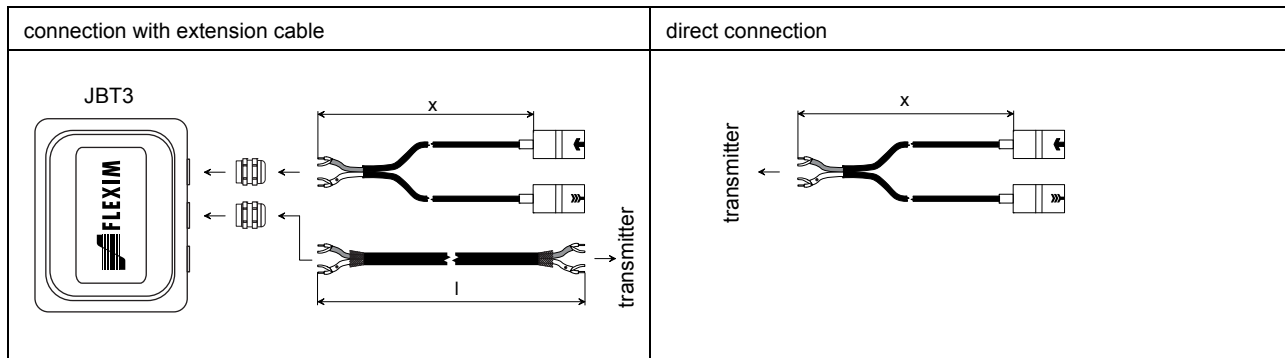 connection with extension cable
direct connection
JBT3
FLEXIM
x
l
transmitter
transmitter
x